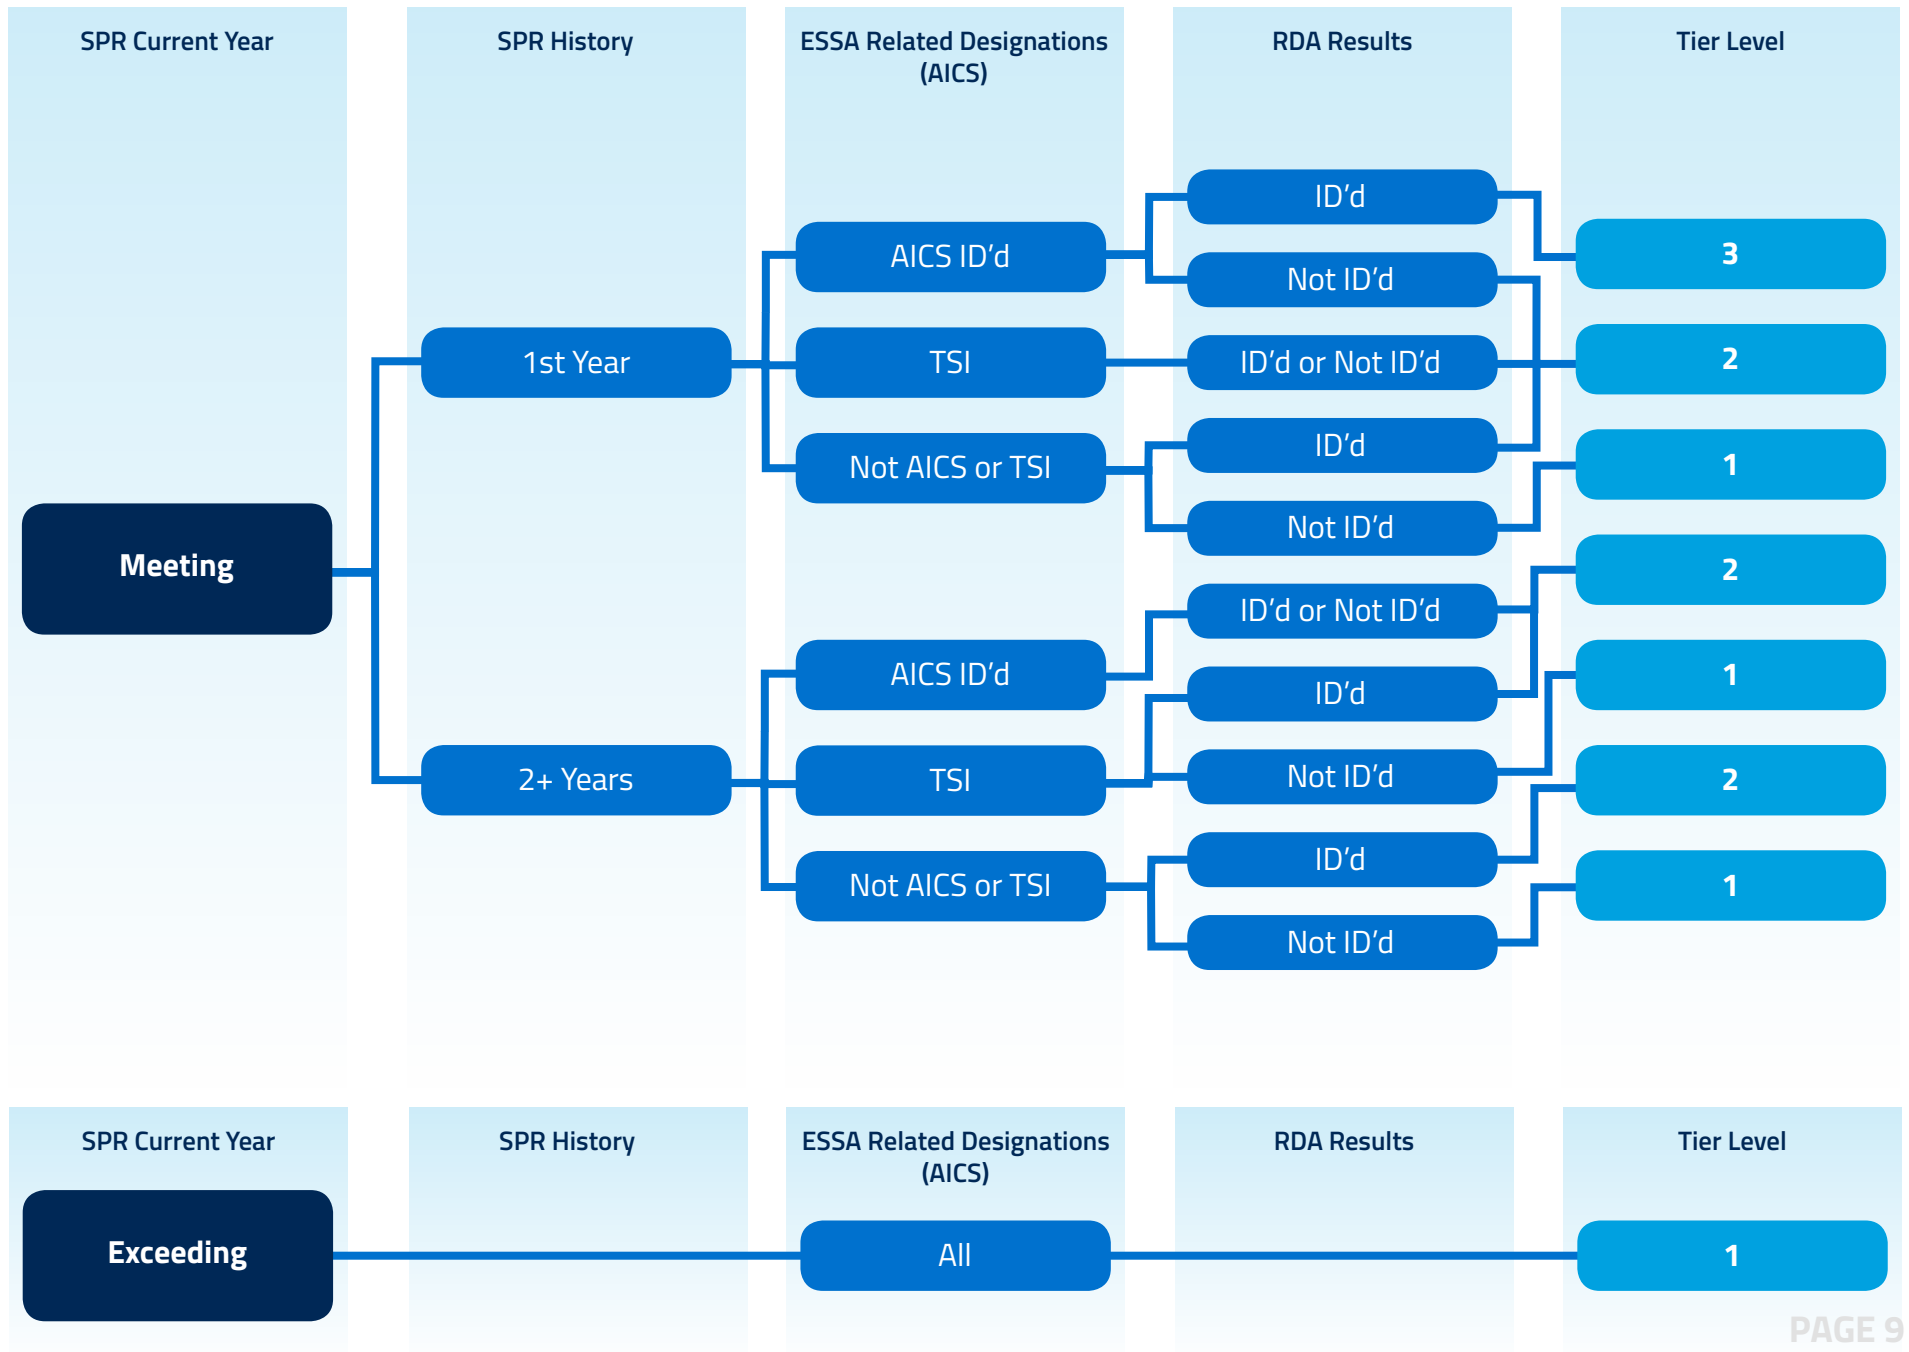 SPR Current Year
SPR History
ESSA Related Designations
(AICS)
RDA Results
Tier Level
Meeting
1st Year
2+ Years
AICS ID’d
TSI
Not AICS or TSI
AICS ID’d
TSI
Not AICS or TSI
ID’d
Not ID’d
ID’d or Not ID’d
ID’d
Not ID’d
ID’d or Not ID’d
ID’d
Not ID’d
ID’d
Not ID’d
3
2
1
2
1
2
1
SPR Current Year
SPR History
ESSA Related Designations
(AICS)
RDA Results
Tier Level
Exceeding
All
1
PAGE 9